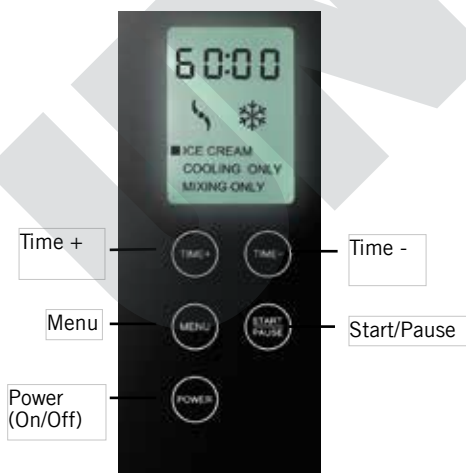 60:00
ICE CREAM
COOLING ONLY
MIXING ONLY
Time +
TIME+
TIME-
Time -
Menu
MENU
START
PAUSE
Start/Pause
Power
(On/Off)
POWER